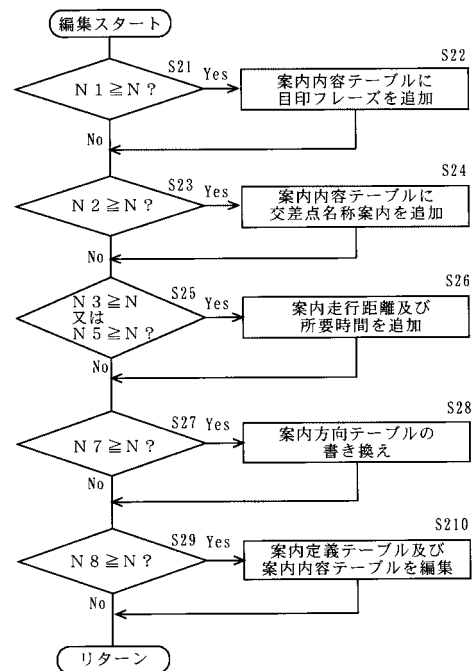 編集スタート
S21
Yes
N1≧N?
No
S22
案内内容テーブルに
目印フレーズを追加
S23
Yes
N2≧N?
No
S24
案内内容テーブルに
交差点名称案内を追加
S25
Yes
N3≧N
又は
N5≧N?
No
S26
案内走行距離及び
所要時間を追加
S27
Yes
N7≧N?
No
S28
案内方向テーブルの
書き換え
S29
Yes
N8≧N?
No
S210
案内定義テーブル及び
案内内容テーブルを編集
リターン